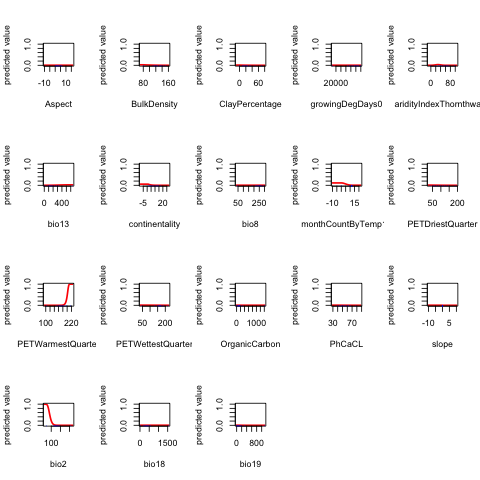 predicted value
0.0 1.0
-10 10
Aspect
predicted value
0.0 1.0
80 160
BulkDensity
predicted value
0.0 1.0
0 60
ClayPercentage
predicted value
0.0 1.0
20000
growingDegDays0
predicted value
0.0 1.0
0 80
aridityIndexThornthwa
predicted value
0.0 1.0
0 400
bio13
predicted value
0.0 1.0
-5 20
continentality
predicted value
0.0 1.0
50 250
bio8
predicted value
0.0 1.0
-10 15
monthCountByTemp
predicted value
0.0 1.0
50 200
PETDriestQuarter
predicted value
0.0 1.0
100 220
PETWarmestQuarte
predicted value
0.0 1.0
50 200
PETWettestQuarter
predicted value
0.0 1.0
0 1000
OrganicCarbon
predicted value
0.0 1.0
30 70
PhCaCL
predicted value
0.0 1.0
-10 5
slope
predicted value
0.0 1.0
100
bio2
predicted value
0.0 1.0
0 1500
bio18
predicted value
0.0 1.0
0 800
bio19